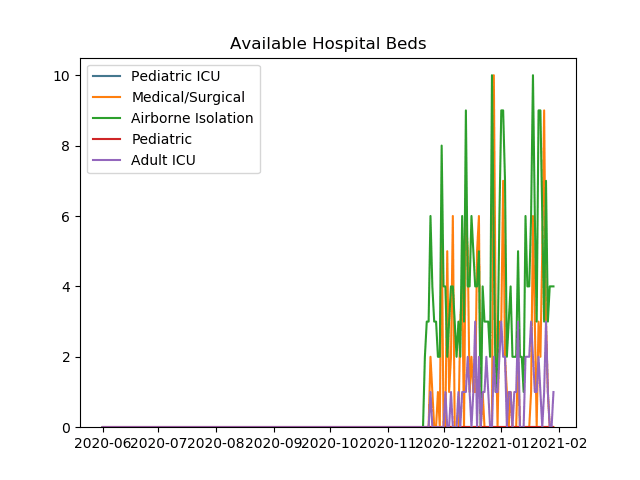 Available Hospital Beds
Pediatric ICU
Medical/Surgical
Airborne Isolation
Pediatric
Adult ICU
10
8
6
4
2
0
2020-06 2020-07 2020-08 2020-09 2020-10 2020-11 2020-12 2021-01 2021-02